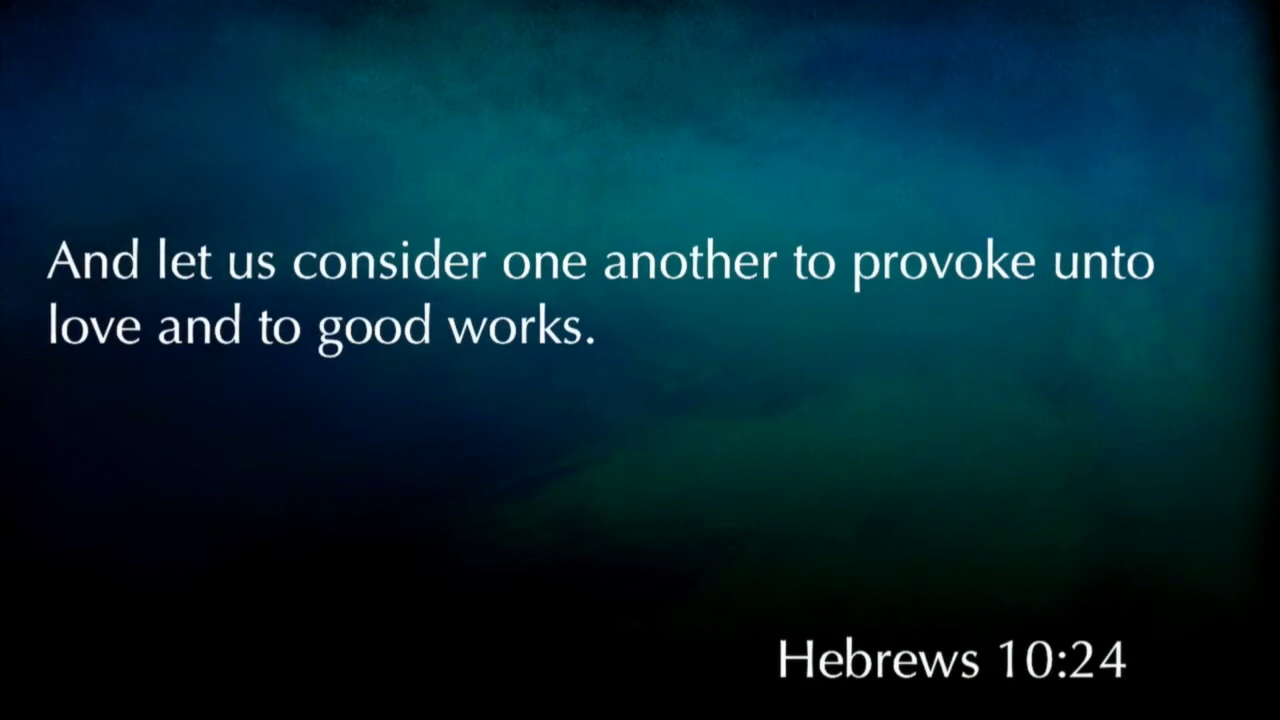 And let us consider one another to provoke unto
love and to good works.
Hebrews 10:24